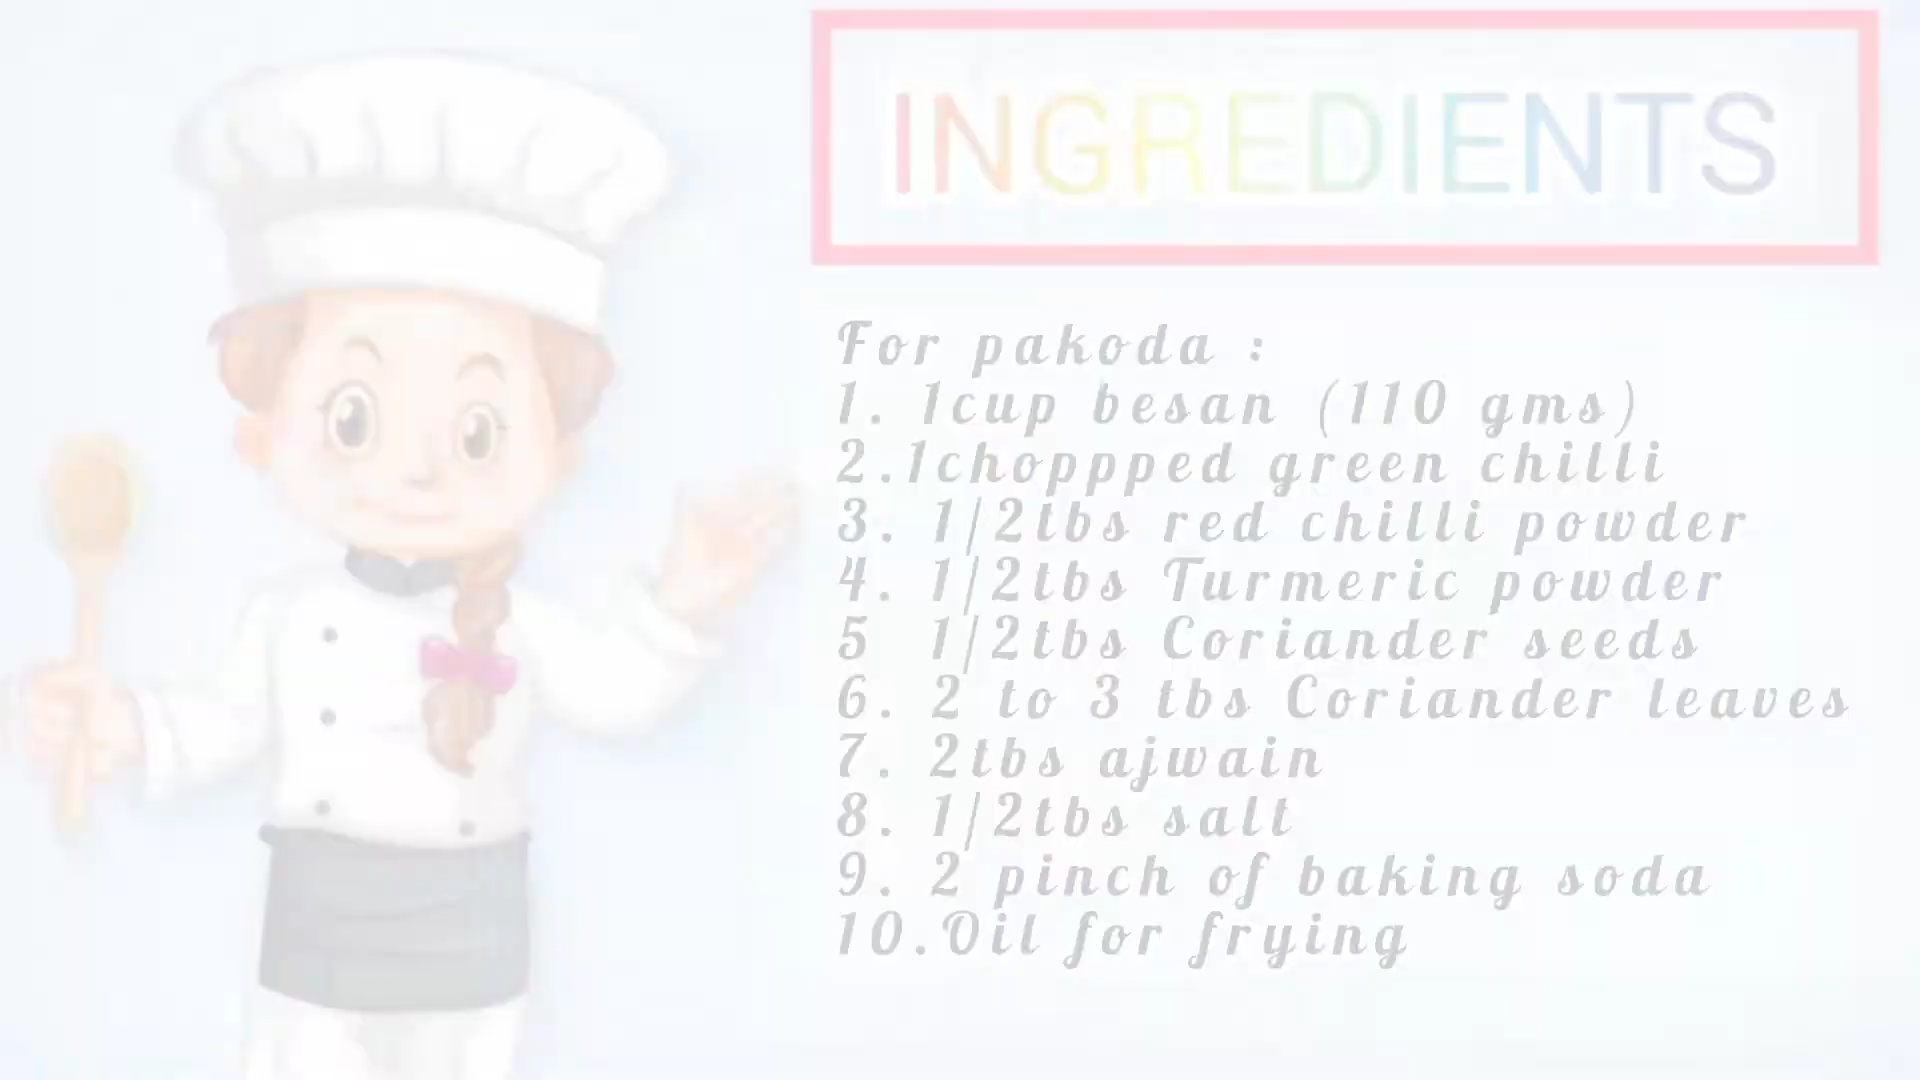 INGREDIENTS
For pakoda :
1. 1cup besan (110 gms)
2.1choppped green chilli
3. 1/2tbs red chilli powder
4. 1/2tbs Turmeric powder
5 1/2tbs Coriander seeds
6. 2 to 3 tbs Coriander leaves
7. 2tbs ajwain
8. 1/2tbs salt
9. 2 pinch of baking soda
10.Oil for frying